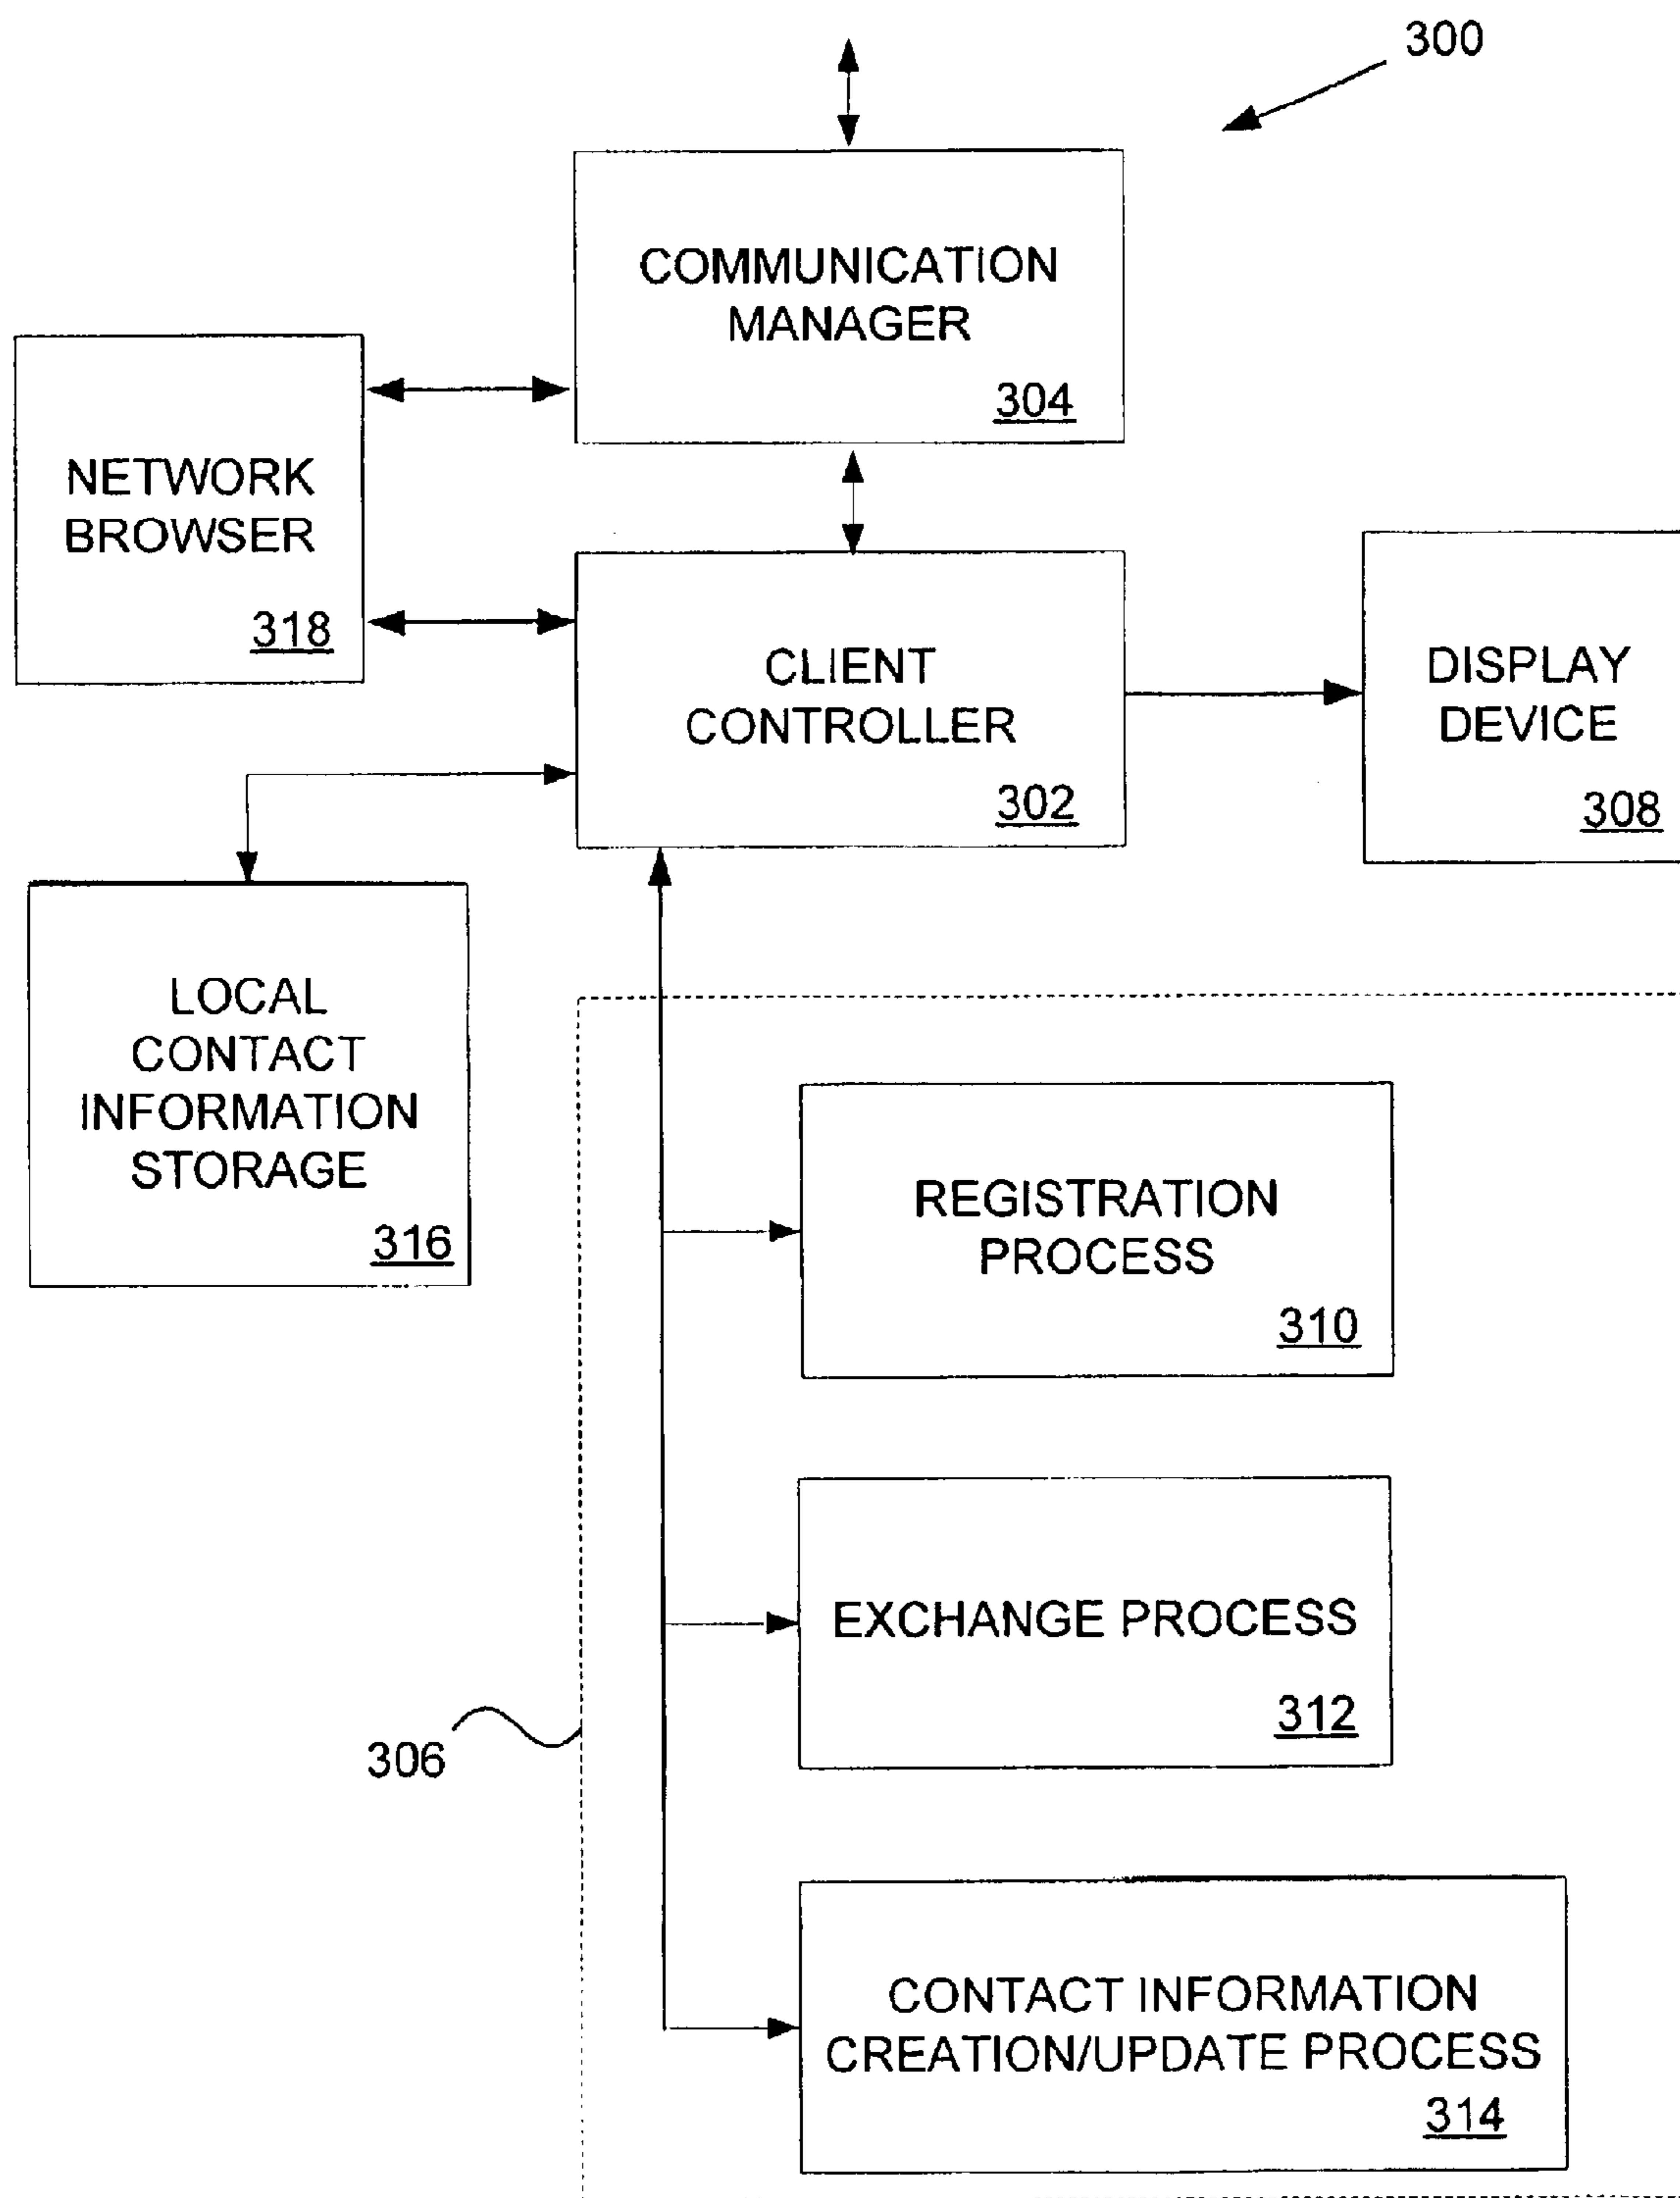 300
COMMUNICATION
MANAGER
304
NETWORK
BROWSER
318
CLIENT
CONTROLLER
302
DISPLAY
DEVICE
308
LOCAL
CONTACT
INFORMATION
STORAGE
316
REGISTRATION
PROCESS
310
EXCHANGE PROCESS
312
306
CONTACT INFORMATION
CREATION/UPDATE PROCESS
314